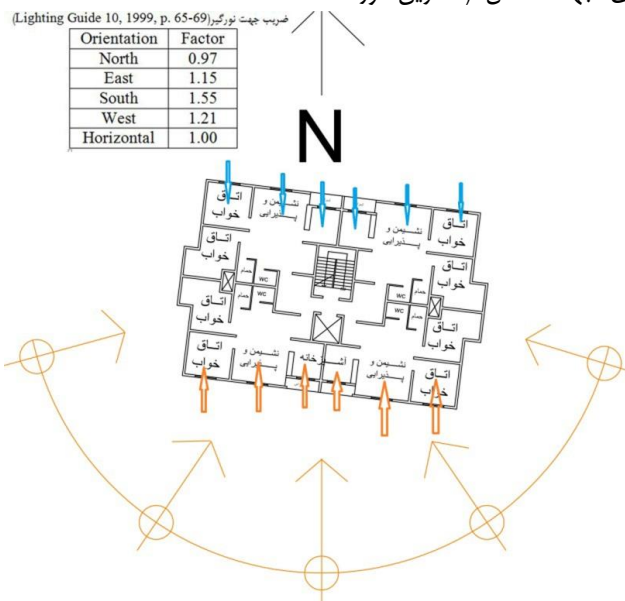 ضریب جهت نورگیر(Lighting Guide 10, 1999, p. 65-69)
Orientation Factor
North 0.97
East 1.15
South 1.55
West 1.21
Horizontal 1.00
N
اتاق
خواب
نشیمن و
پذیرایی
نشیمن و
پذیرایی
اتاق
خواب
اتاق
خواب
اتاق
خواب
حمام
WC
حمام
WC
حمام
WC
WC
حمام
اتاق
خواب
اتاق
خواب
اتاق
خواب
نشیمن و
پذیرایی
نشیمن و
پذیرایی
اتاق
خواب